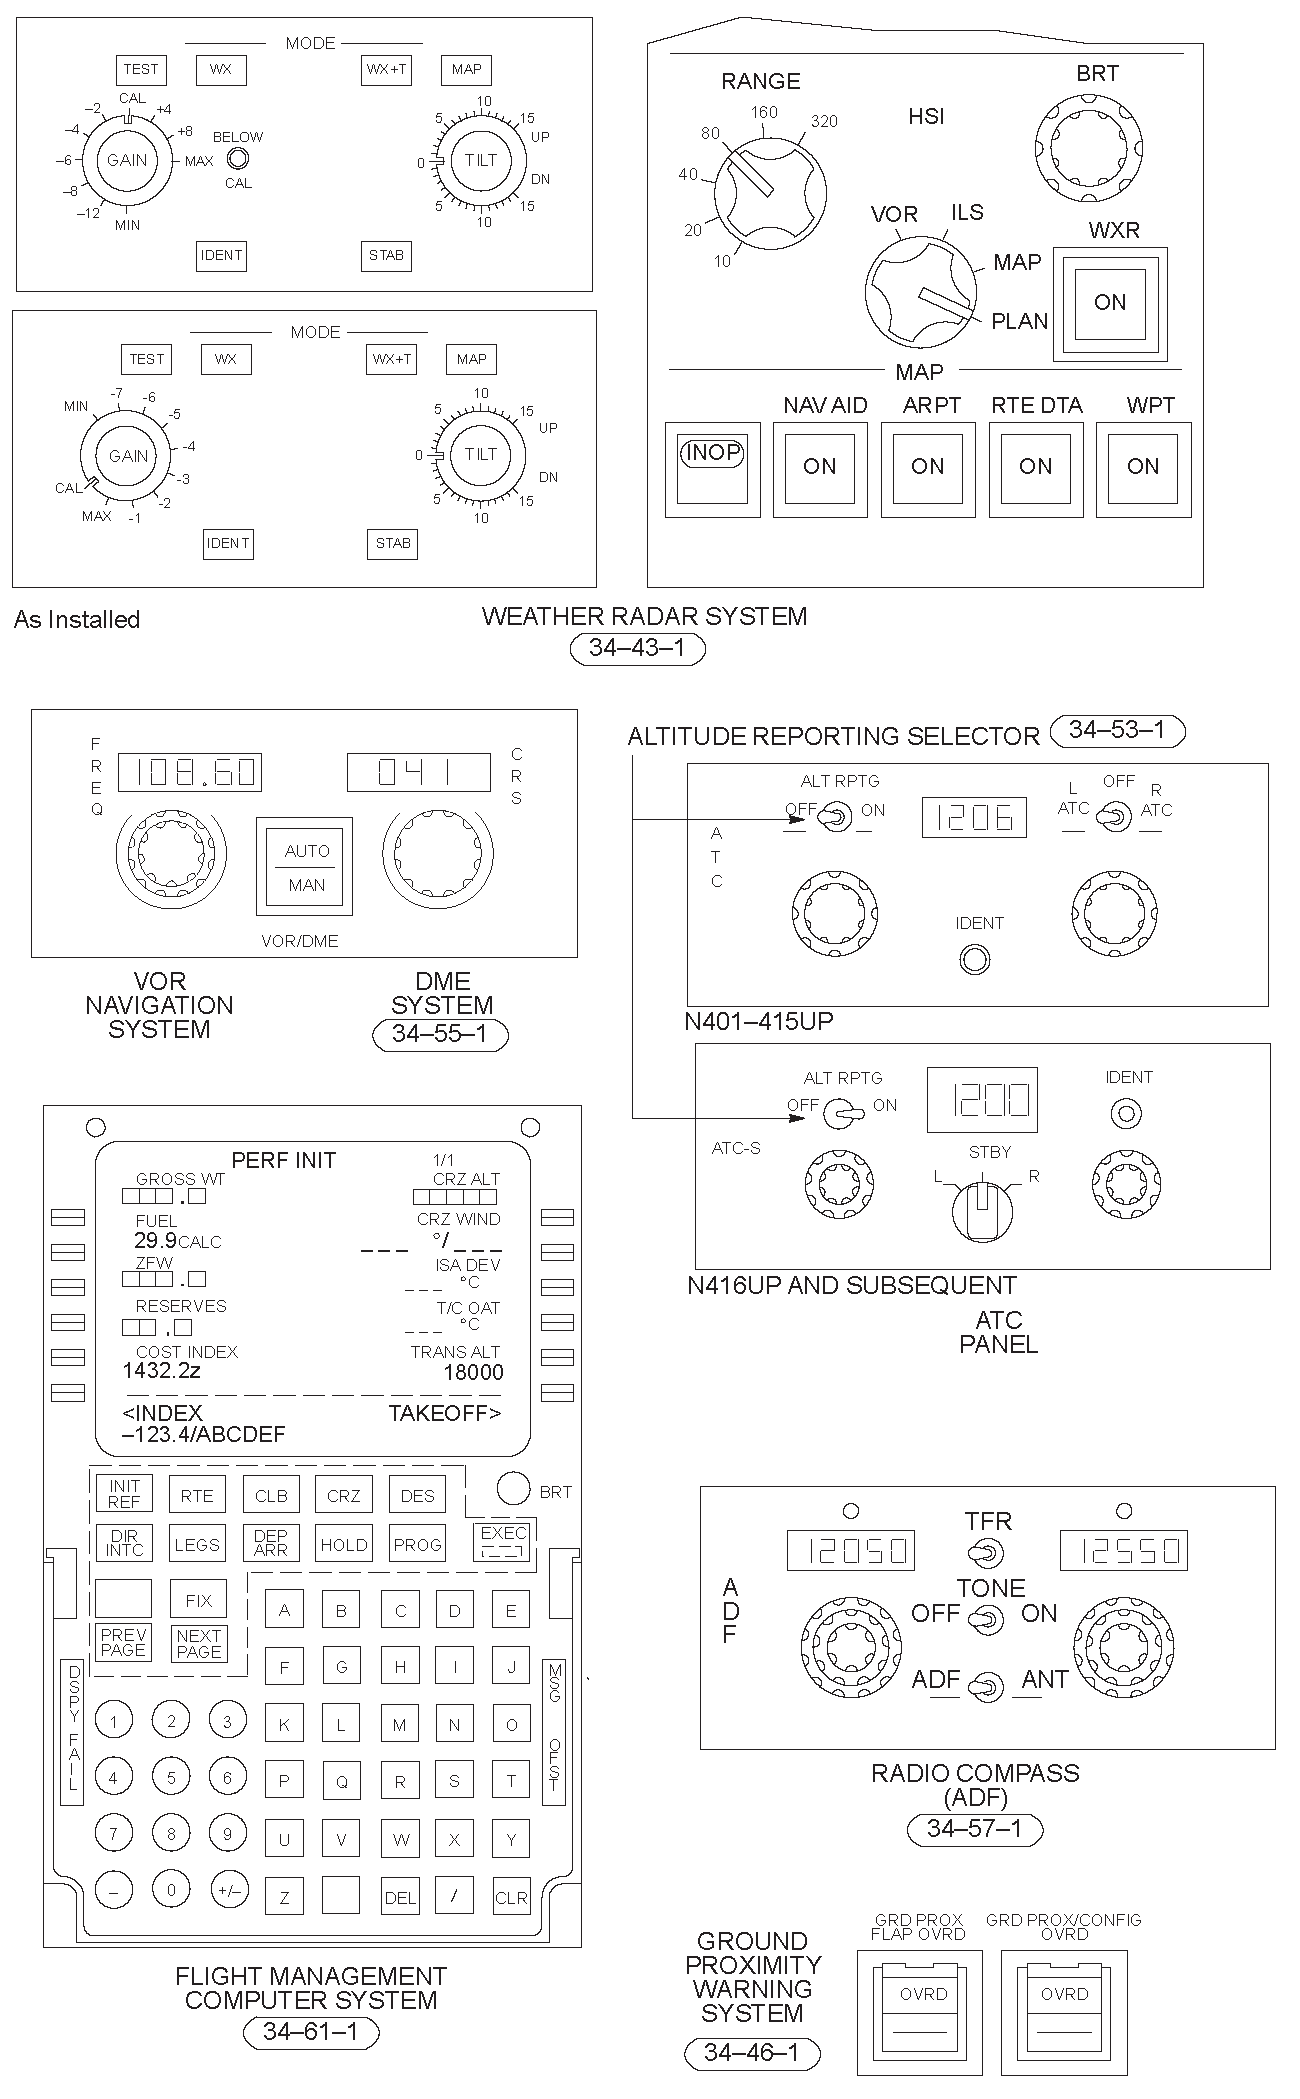 MODE
TEST WX WX+T MAP
CAL
–2 +4
–4 +8
–6 GAIN MAX
–8
–12
MIN
BELOW
CAL
10
5 15
UP
0 TILT
DN
5 15
10
IDENT STAB
MODE
TEST WX WX+T MAP
-7
MIN -6
-5
GAIN -4
-3
CAL
-2
MAX -1
10
5 15
UP
0 TILT
DN
5 15
10
IDENT STAB
RANGE
160
80 320
40
20
10
HSI
BRT
VOR ILS
MAP
PLAN
WXR
ON
MAP
NAV AID ARPT RTE DTA WPT
INOP ON ON ON ON
As Installed
WEATHER RADAR SYSTEM
34–43–1
FREQ
108.60
041
CRS
AUTO
MAN
VOR/DME
VOR
NAVIGATION
SYSTEM
DME
SYSTEM
34–55–1
ALTITUDE REPORTING SELECTOR 34–53–1
ALT RPTG
OFF ON
ATC
1206
OFF
L R
ATC ATC
IDENT
N401–415UP
ALT RPTG
OFF ON
1200
IDENT
ATC-S
STBY
L R
N416UP AND SUBSEQUENT
ATC
PANEL
PERF INIT 1/1
GROSS WT CRZ ALT
.
FUEL CRZ WIND
29.9CALC _ _ _ °/ _ _ _
ZFW ISA DEV
. _ _ _ °C
RESERVES T/C OAT
. _ _ _ °C
COST INDEX TRANS ALT
1432.2z 18000
<INDEX TAKEOFF>
–123.4/ABCDEF
BRT
INIT
REF
RTE CLB CRZ DES
DIR
INTC
LEGS
DEP
ARR
HOLD PROG EXEC
FIX
PREV
PAGE
NEXT
PAGE
A B C D E
F G H I J
K L M N O
P Q R S T
U V W X Y
Z DEL / CLR
1 2 3
4 5 6
7 8 9
– 0 +/–
DSPY FAIL
MSG OFST
FLIGHT MANAGEMENT
COMPUTER SYSTEM
34–61–1
ADF
12050
TFR
12550
TONE
OFF ON
ADF ANT
RADIO COMPASS
(ADF)
34–57–1
GROUND
PROXIMITY
WARNING
SYSTEM
34–46–1
GRD PROX
FLAP OVRD
OVRD
GRD PROX/CONFIG
OVRD
OVRD